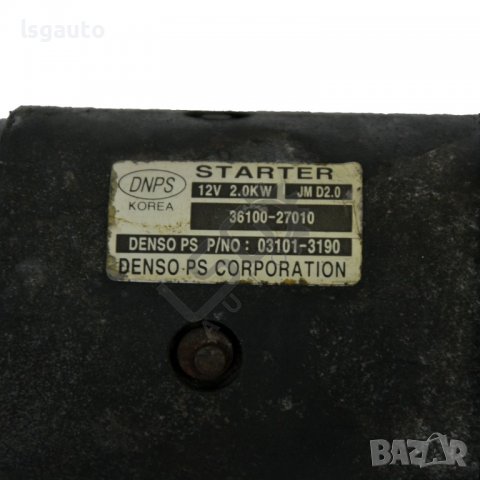 lsgauto
STARTER
DNPS
KOREA
12V 2.0KW JM D2.0
36100-27010
DENSO PS P/NO : 03101-3190
DENSO PS CORPORATION
BAZAR